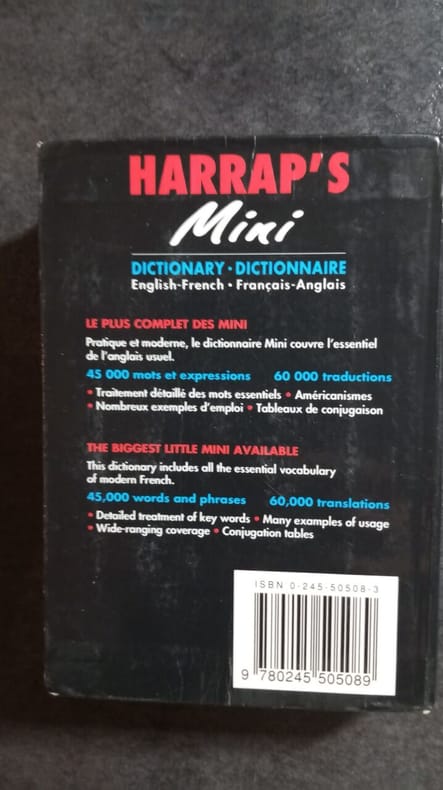 HARRAP'S
Mini
DICTIONARY · DICTIONNAIRE
English-French · Français-Anglais
LE PLUS COMPLET DES MINI
Pratique et moderne, le dictionnaire Mini couvre l'essentiel
de l'anglais usuel.
45 000 mots et expressions 60 000 traductions
• Traitement détaillé des mots essentiels • Américanismes
• Nombreux exemples d'emploi • Tableaux de conjugaison
THE BIGGEST LITTLE MINI AVAILABLE
This dictionary includes all the essential vocabulary
of modern French.
45,000 words and phrases 60,000 translations
• Detailed treatment of key words • Many examples of usage
• Wide-ranging coverage • Conjugation tables
ISBN 0-245-50508-3
9 780245 505089